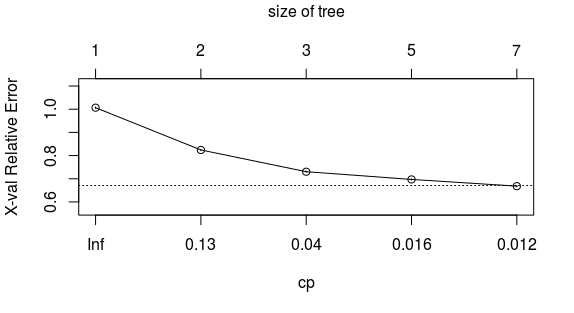 size of tree
1 2 3 5 7
X-val Relative Error
1.0
0.8
0.6
Inf 0.13 0.04 0.016 0.012
cp